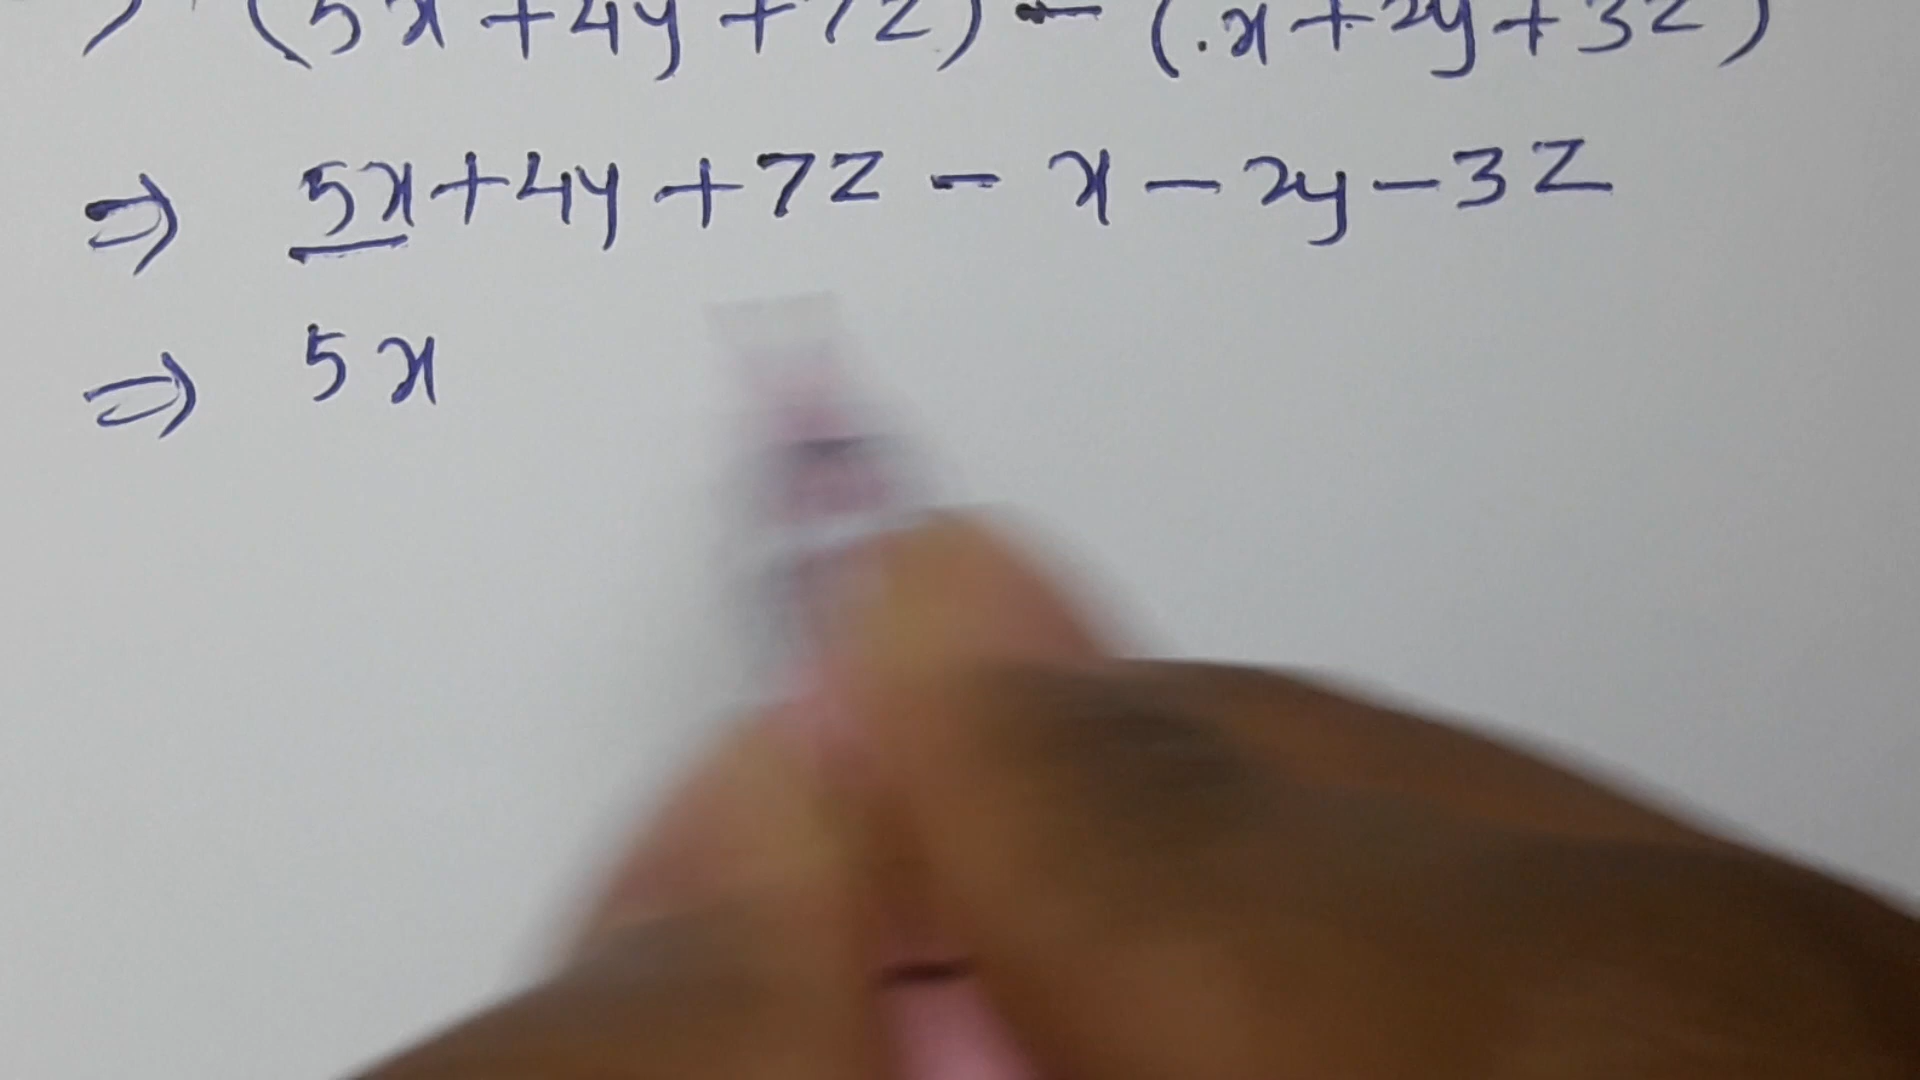 (5x+4y+7z) - (x+2y+3z)
⇒ 5x+4y+7z - x - 2y - 3z
⇒ 5x